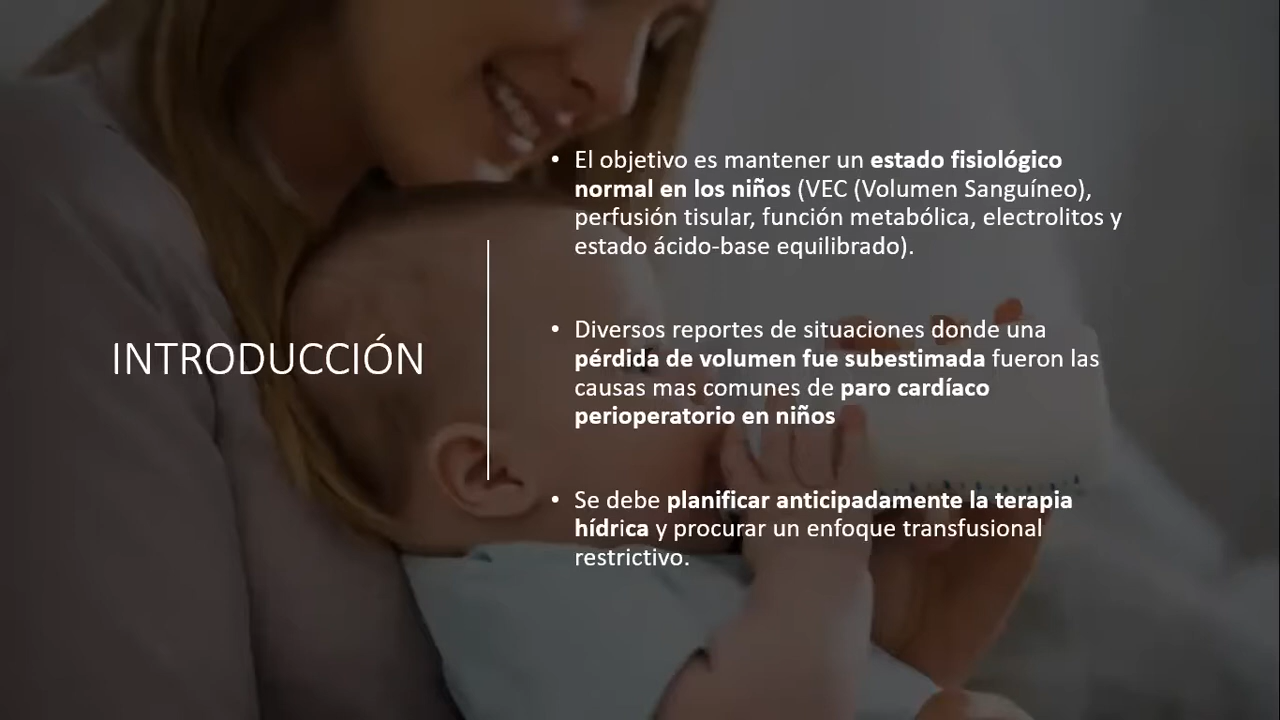 INTRODUCCIÓN
• El objetivo es mantener un estado fisiológico
normal en los niños (VEC (Volumen Sanguíneo),
perfusión tisular, función metabólica, electrolitos y
estado ácido-base equilibrado).
• Diversos reportes de situaciones donde una
pérdida de volumen fue subestimada fueron las
causas mas comunes de paro cardíaco
perioperatorio en niños
• Se debe planificar anticipadamente la terapia
hídrica y procurar un enfoque transfusional
restrictivo.